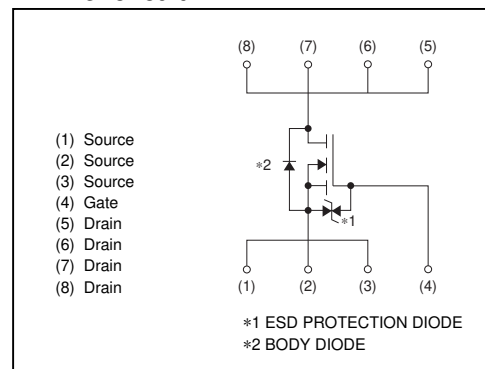 (8) (7) (6) (5)
(1) Source
(2) Source
(3) Source
(4) Gate
(5) Drain
(6) Drain
(7) Drain
(8) Drain
*2
*1
(1) (2) (3) (4)
*1 ESD PROTECTION DIODE
*2 BODY DIODE